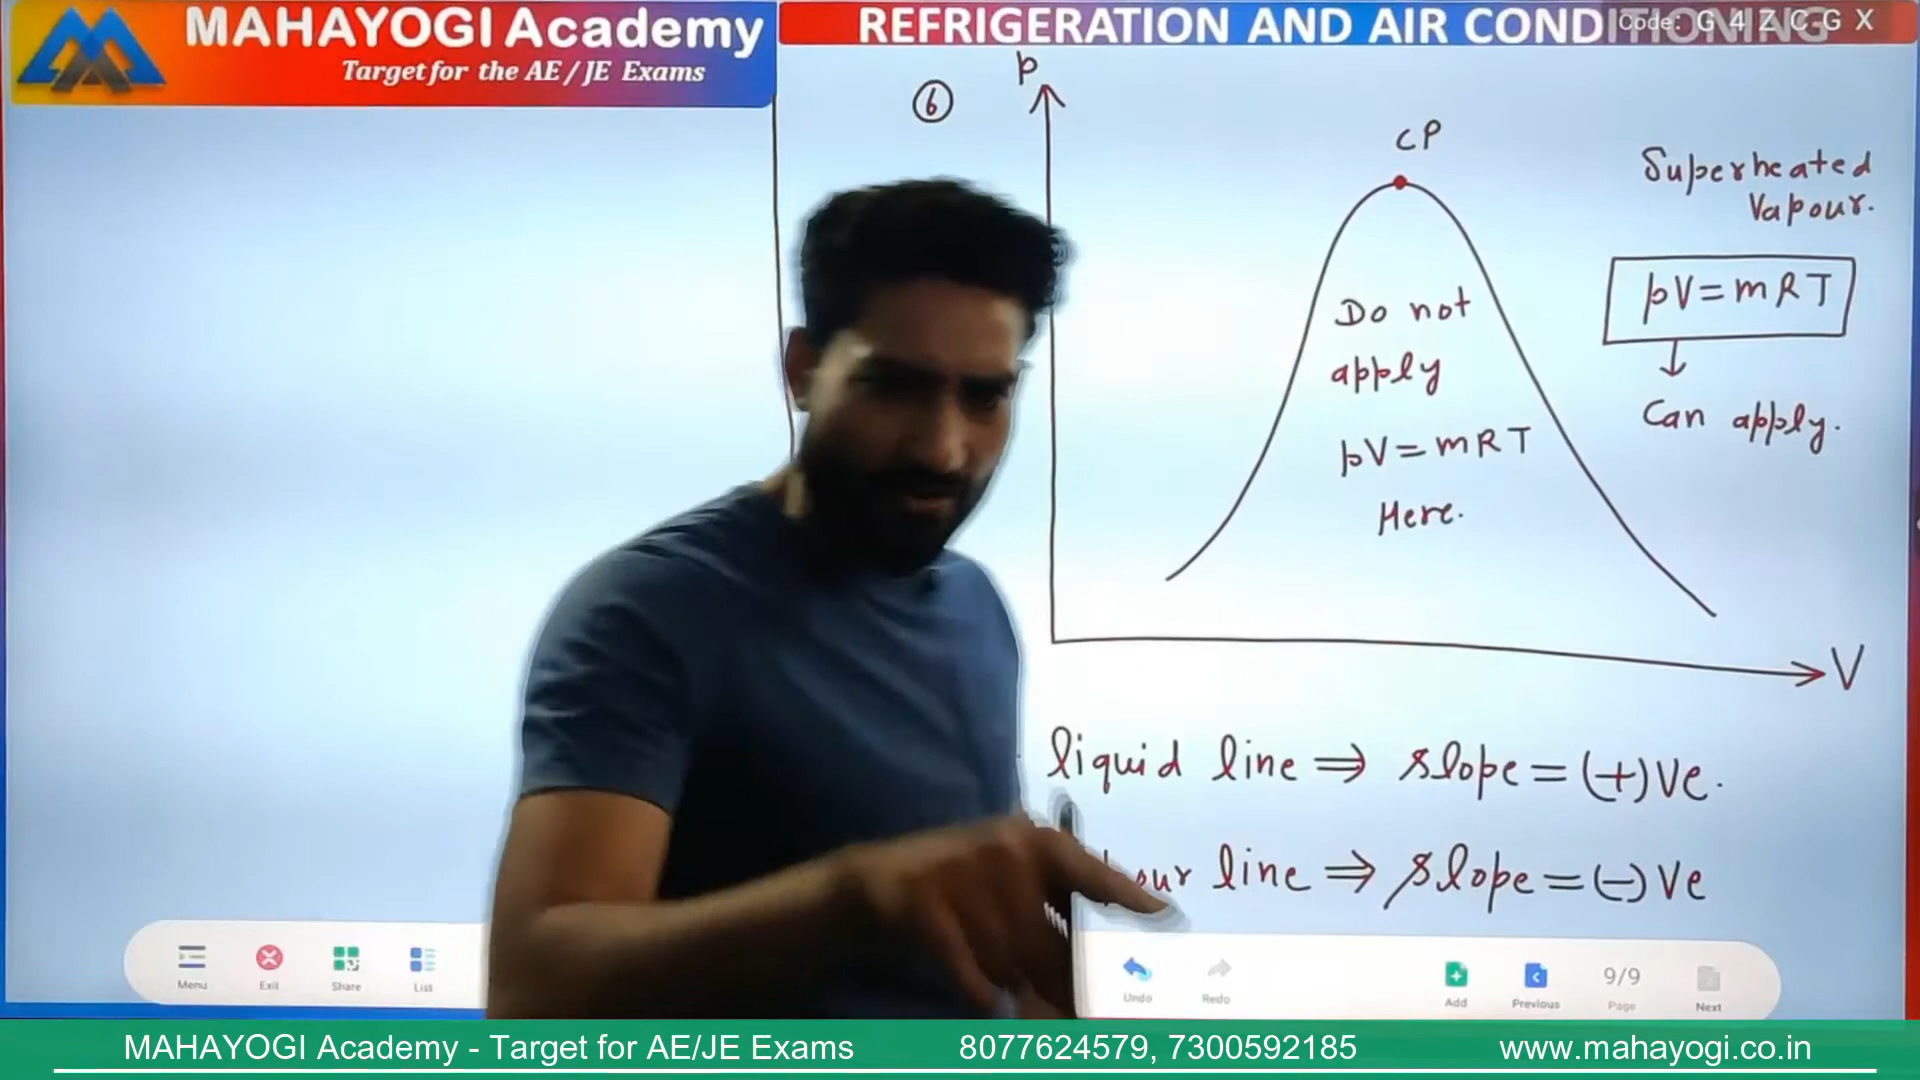 MAHAYOGI Academy
Target for the AE / JE Exams
REFRIGERATION AND AIR CONDITIONING
Code: G 4 Z C G X
6
p
CP
Superheated
Vapour.
pV = mRT
Can apply.
Do not
apply
pV = mRT
Here.
V
liquid line ⇒ slope = (+)ve.
line ⇒ slope = (-)ve
Menu
Exit
Share
List
Undo
Redo
Add
Previous
9/9
Page
Next
MAHAYOGI Academy - Target for AE/JE Exams 8077624579, 7300592185 www.mahayogi.co.in